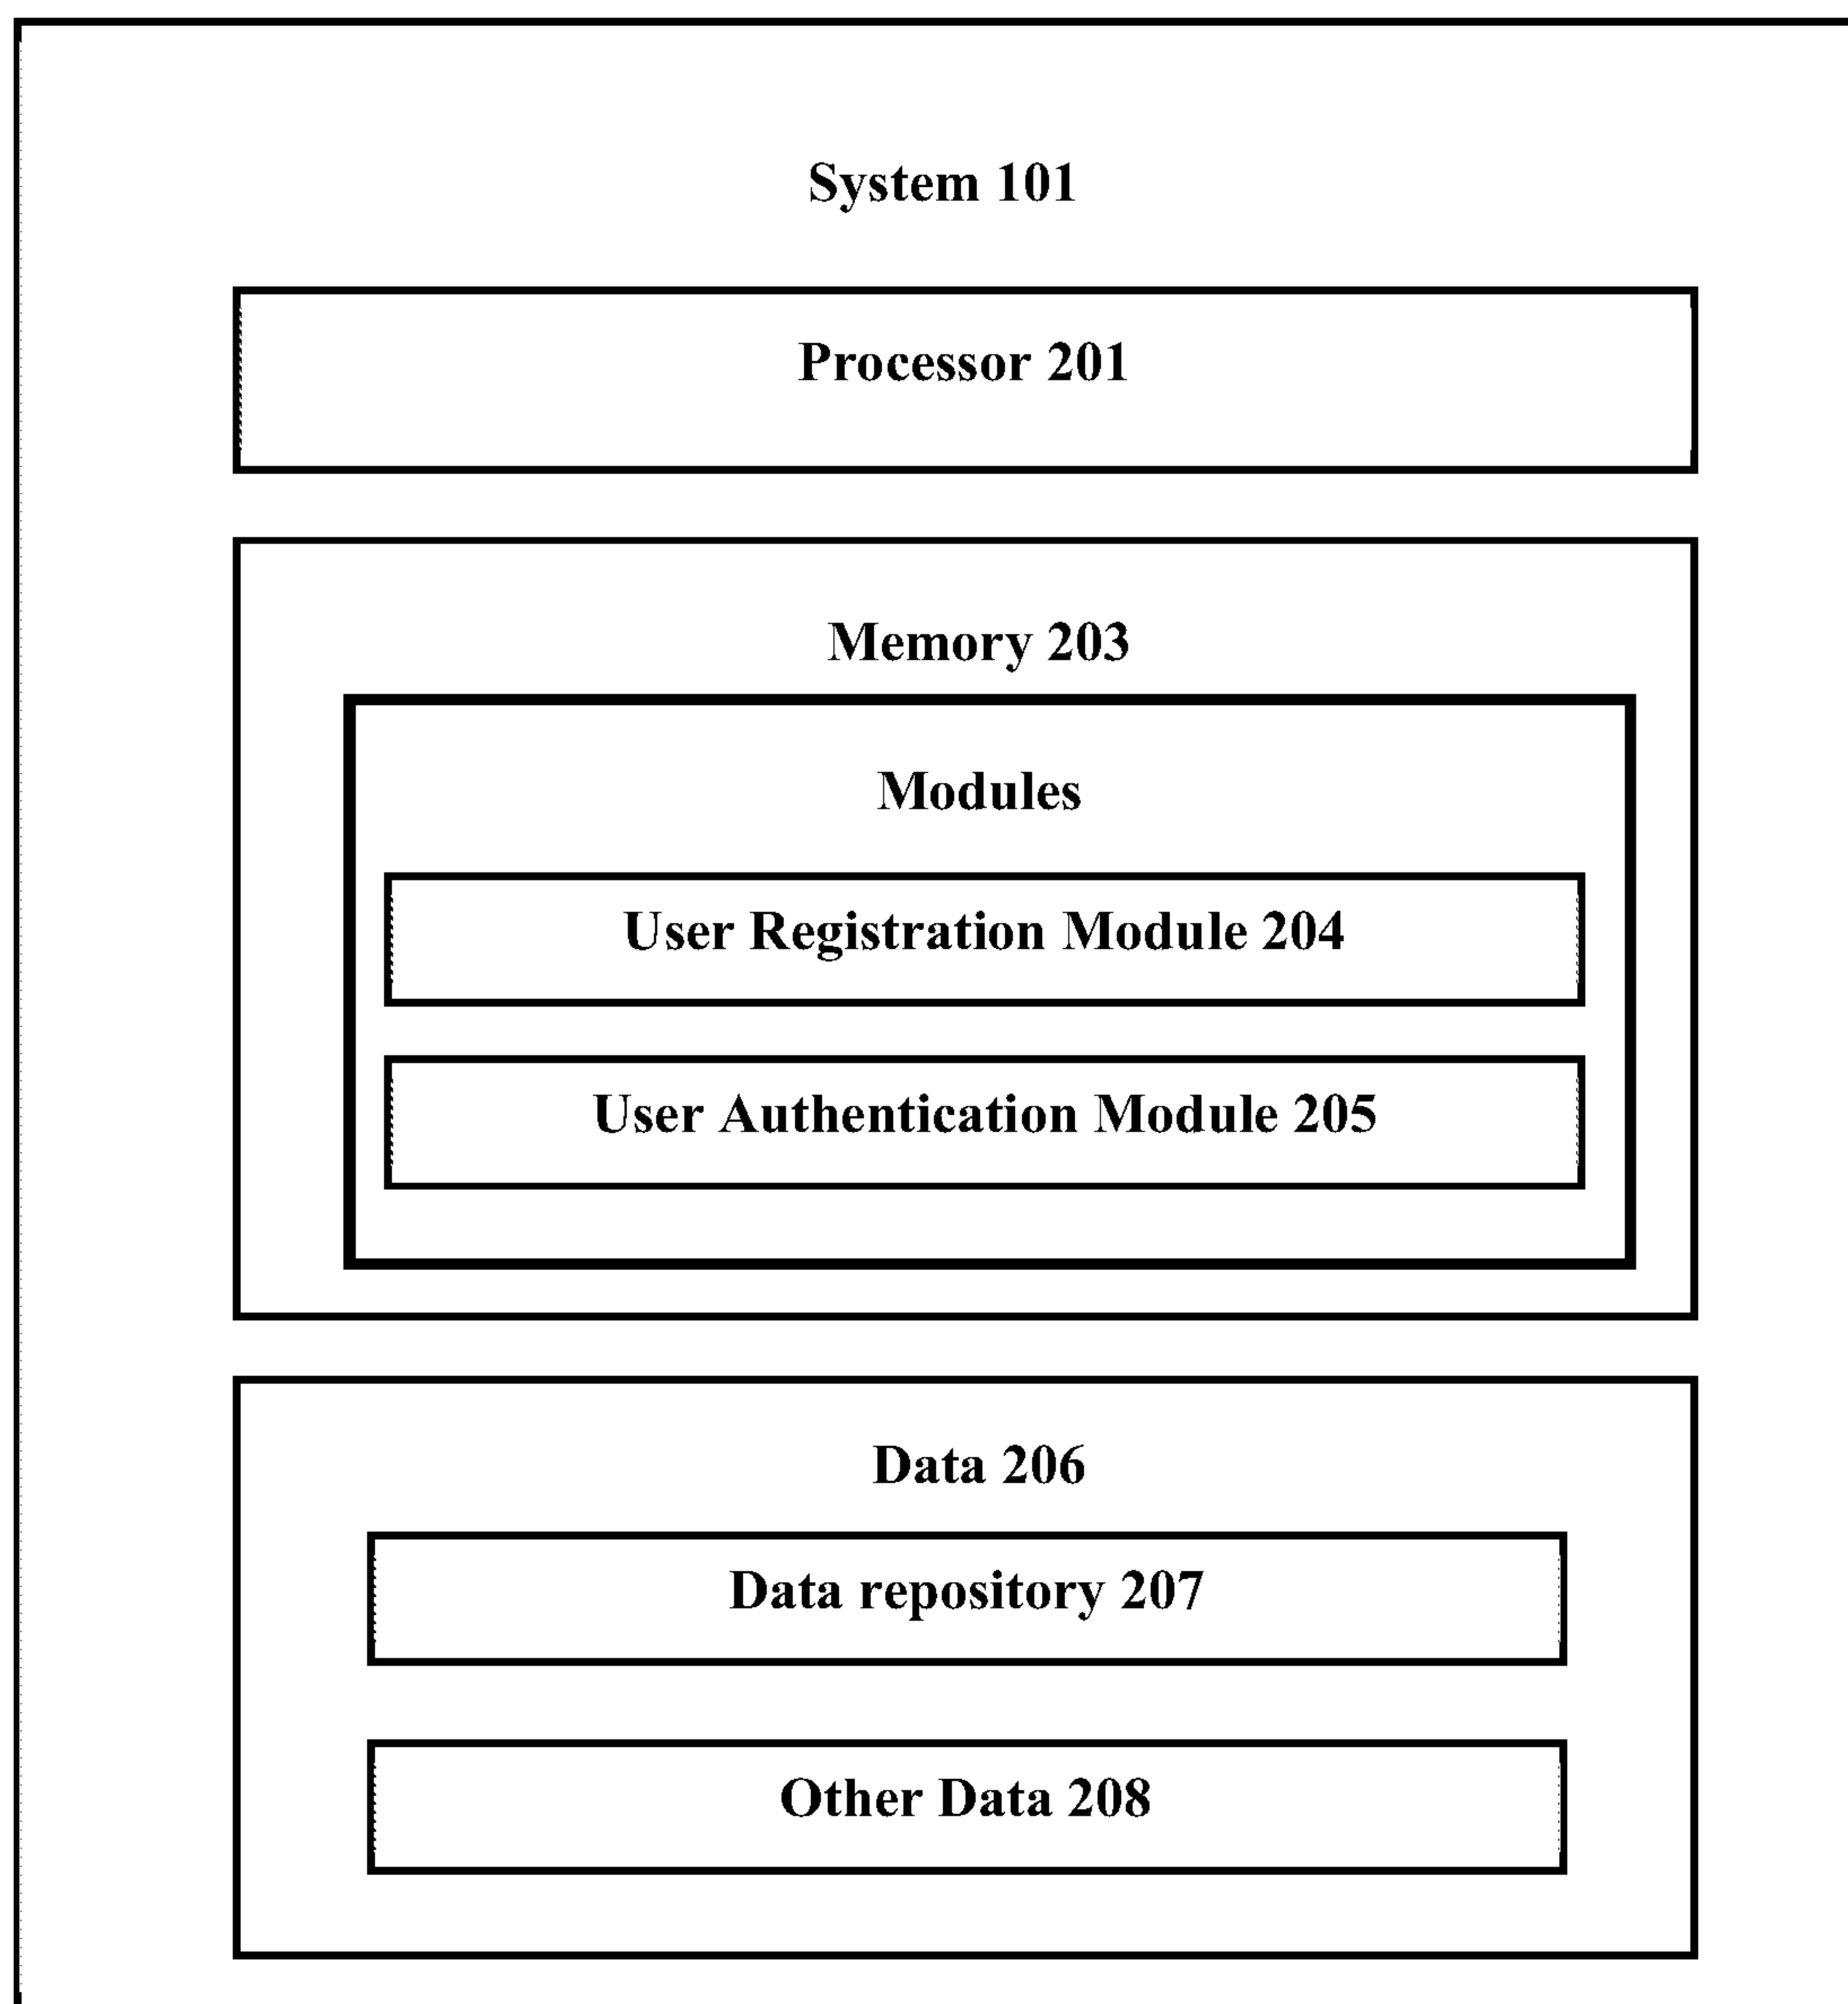 System 101
Processor 201
Memory 203
Modules
User Registration Module 204
User Authentication Module 205
Data 206
Data repository 207
Other Data 208